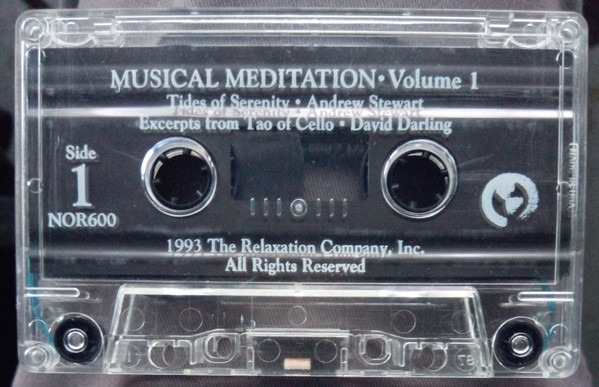 MUSICAL MEDITATION • Volume 1
Tides of Serenity • Andrew Stewart
Excerpts from Tao of Cello • David Darling
Side
1
NOR600
1993 The Relaxation Company, Inc.
All Rights Reserved